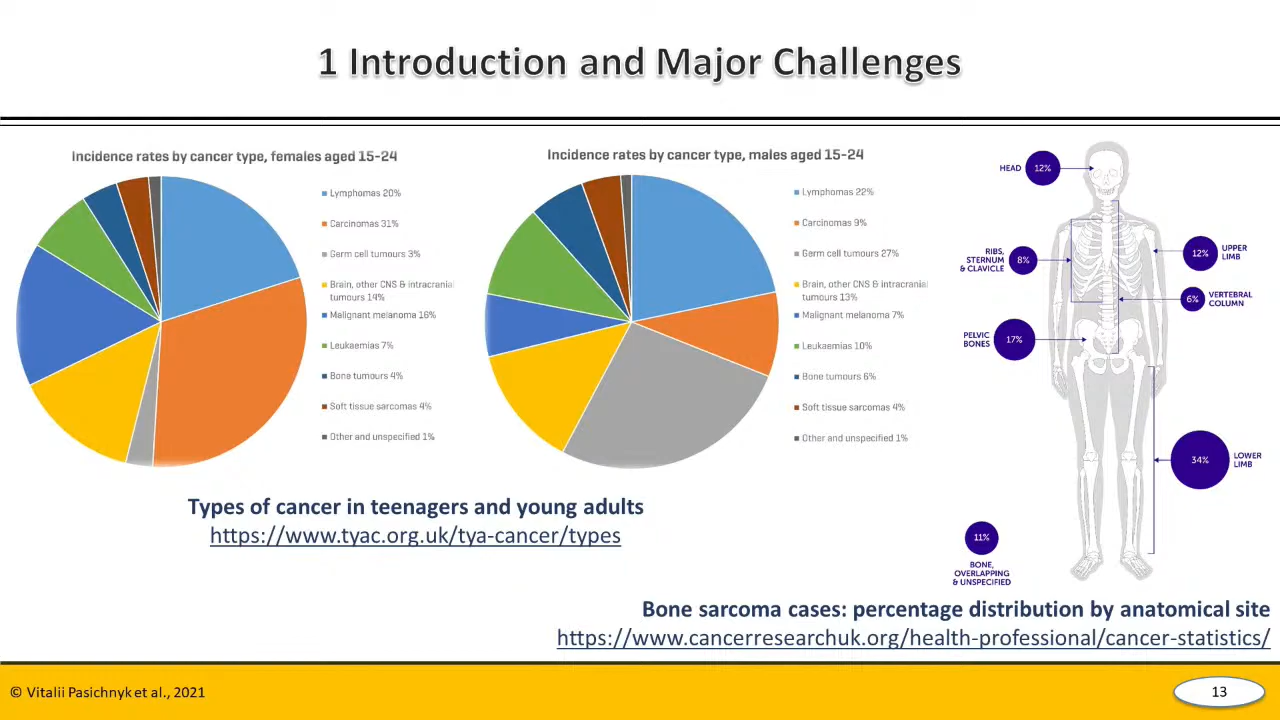 1 Introduction and Major Challenges
Incidence rates by cancer type, females aged 15-24
Lymphomas 20%
Carcinomas 31%
Germ cell tumours 3%
Brain, other CNS & intracranial
tumours 14%
Malignant melanoma 16%
Leukaemias 7%
Bone tumours 4%
Soft tissue sarcomas 4%
Other and unspecified 1%
Incidence rates by cancer type, males aged 15-24
Lymphomas 22%
Carcinomas 9%
Germ cell tumours 27%
Brain, other CNS & intracranial
tumours 13%
Malignant melanoma 7%
Leukaemias 10%
Bone tumours 6%
Soft tissue sarcomas 4%
Other and unspecified 1%
HEAD
12%
RIBS,
STERNUM
& CLAVICLE
8%
12%
UPPER
LIMB
6%
VERTEBRAL
COLUMN
PELVIC
BONES
17%
34%
LOWER
LIMB
11%
BONE,
OVERLAPPING
& UNSPECIFIED
Types of cancer in teenagers and young adults
https://www.tyac.org.uk/tya-cancer/types
Bone sarcoma cases: percentage distribution by anatomical site
https://www.cancerresearchuk.org/health-professional/cancer-statistics/
© Vitalii Pasichnyk et al., 2021
13